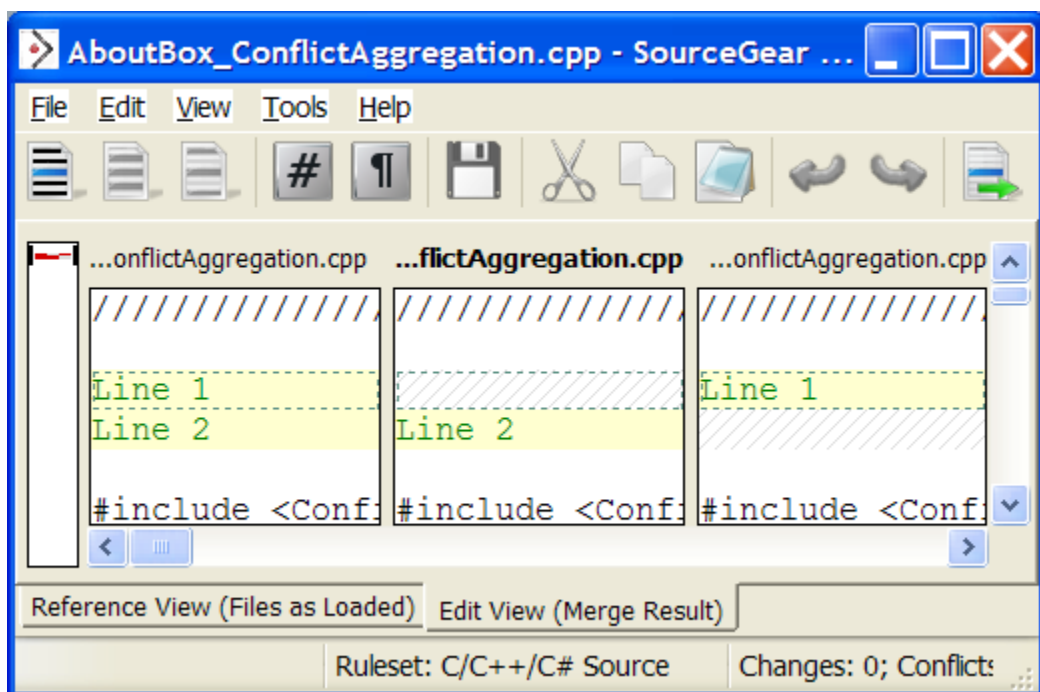 AboutBox_ConflictAggregation.cpp - SourceGear ...
File Edit View Tools Help
# ¶
...onflictAggregation.cpp ...flictAggregation.cpp ...onflictAggregation.cpp
////////////// ////////////// //////////////
Line 1 Line 1
Line 2 Line 2
#include <Conf #include <Conf #include <Conf
Reference View (Files as Loaded) Edit View (Merge Result)
Ruleset: C/C++/C# Source Changes: 0; Conflicts